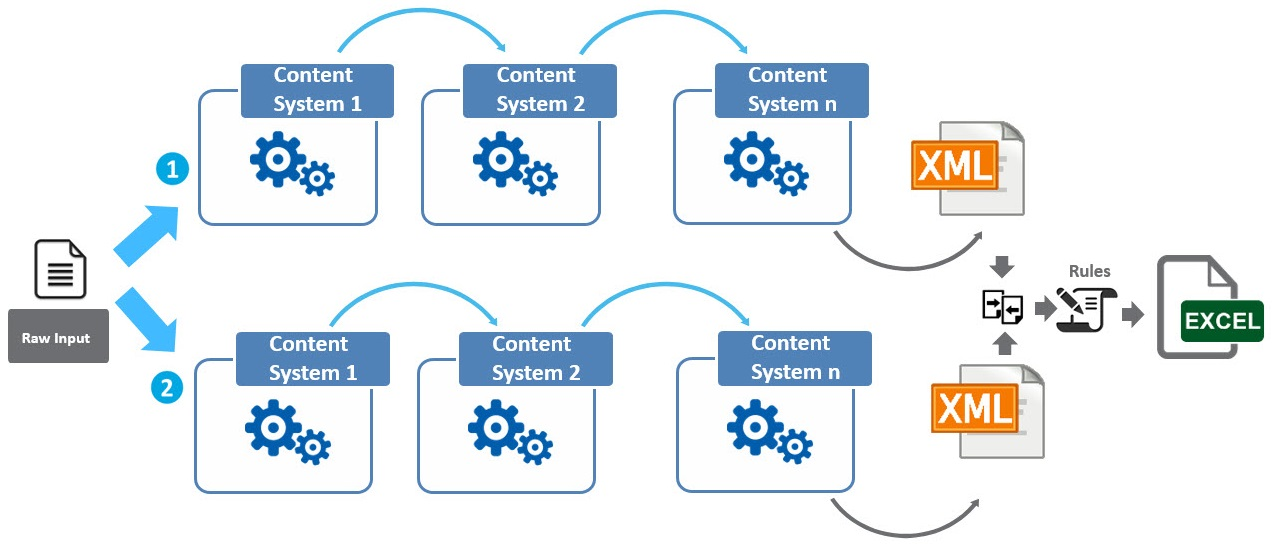 Content
System 1
Content
System 2
Content
System n
1
XML
Raw Input
Rules
EXCEL
2
Content
System 1
Content
System 2
Content
System n
XML